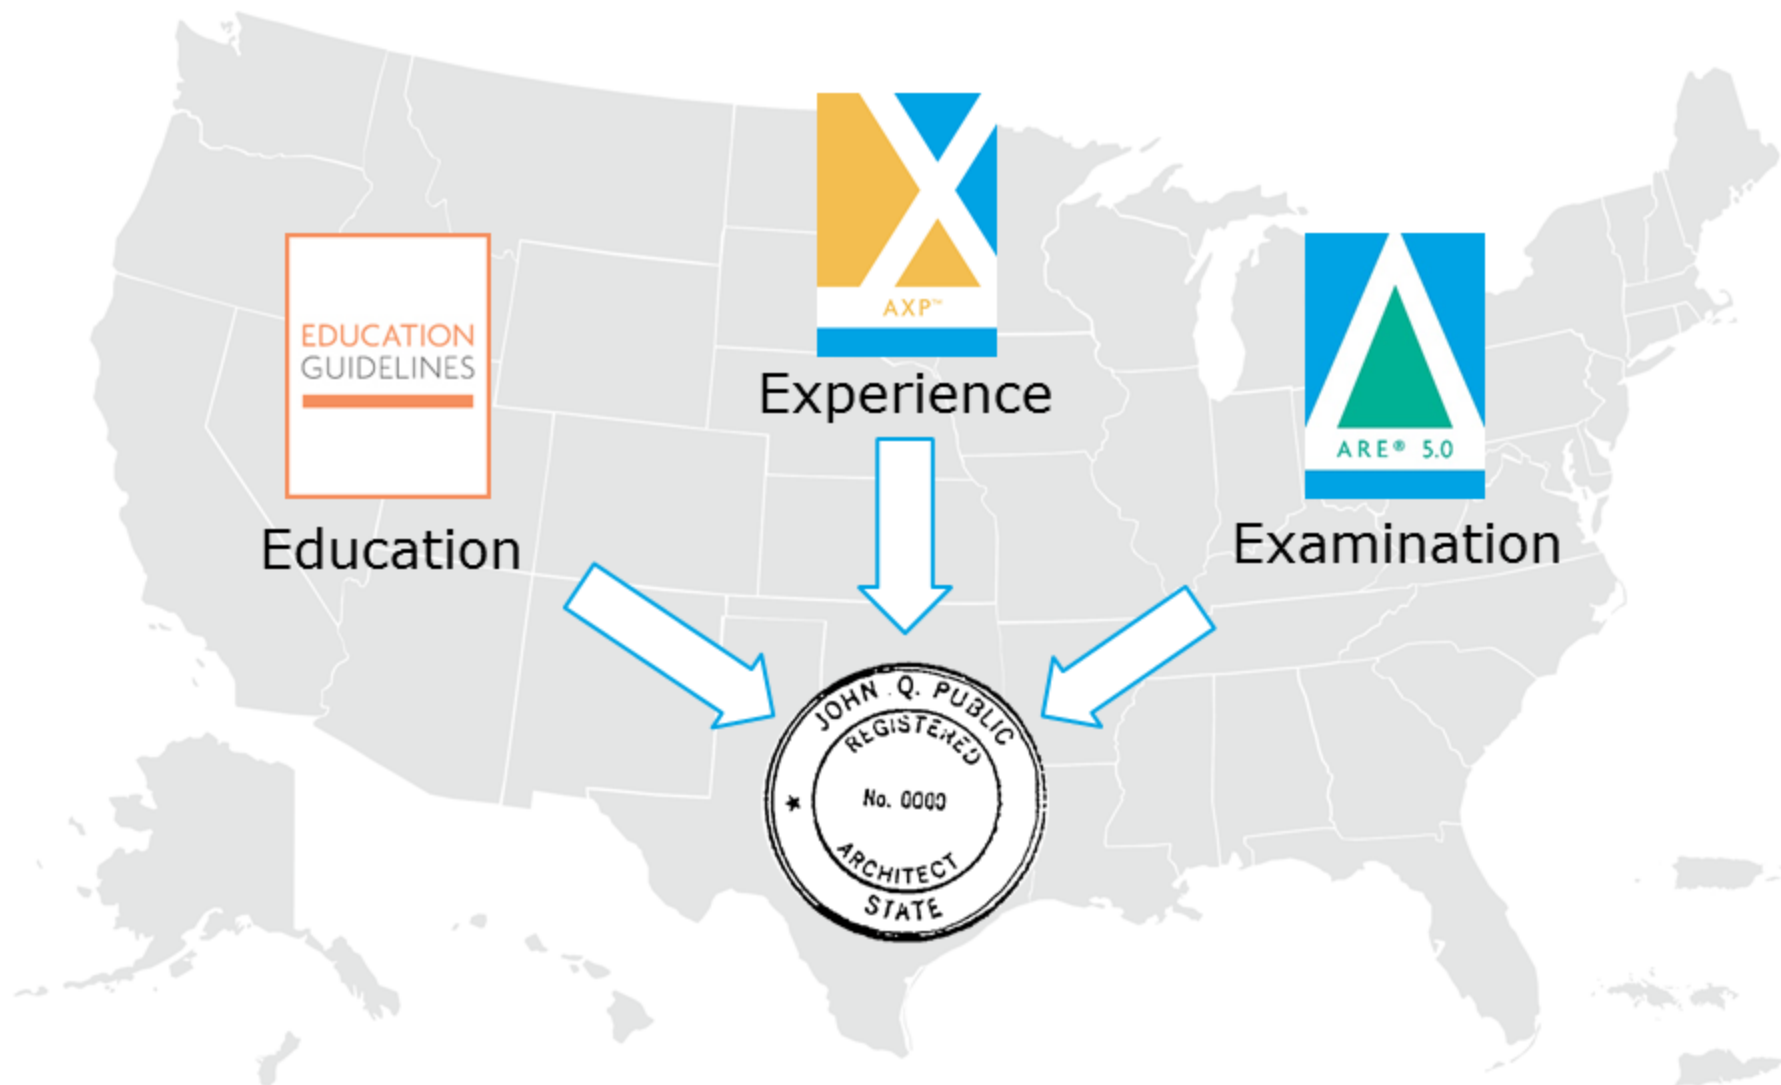 AXP™
Experience
EDUCATION
GUIDELINES
Education
ARE® 5.0
Examination
JOHN Q. PUBLIC
REGISTERED
No. 0000
ARCHITECT
STATE